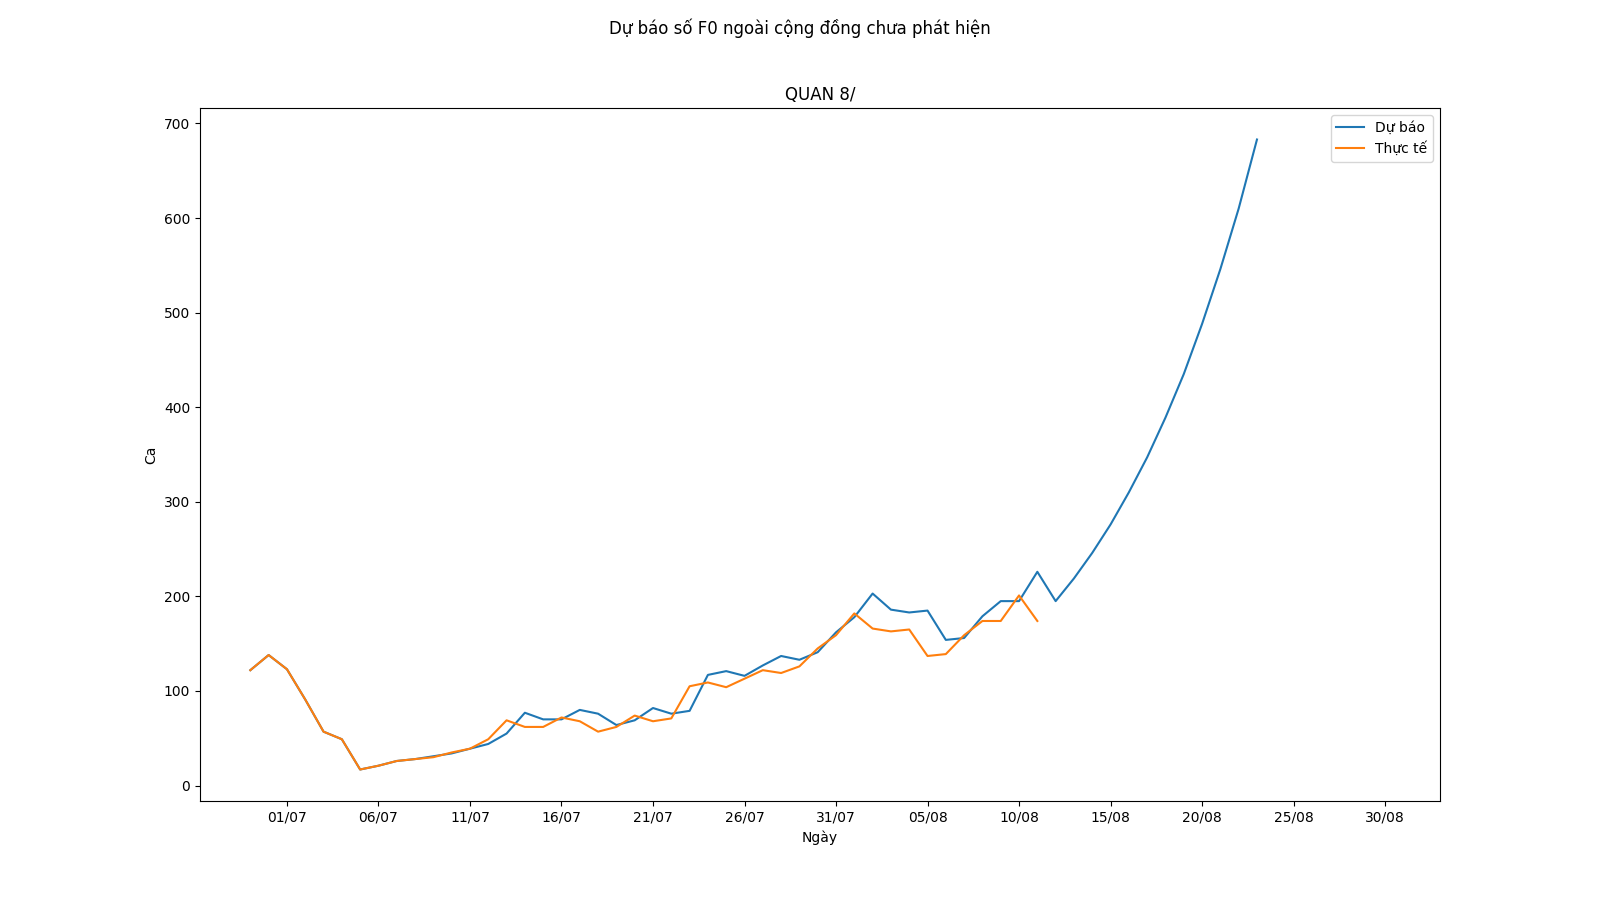 Dự báo số F0 ngoài cộng đồng chưa phát hiện
QUAN 8/
700
600
500
400
300
200
100
0
Ca
Dự báo
Thực tế
01/07 06/07 11/07 16/07 21/07 26/07 31/07 05/08 10/08 15/08 20/08 25/08 30/08
Ngày